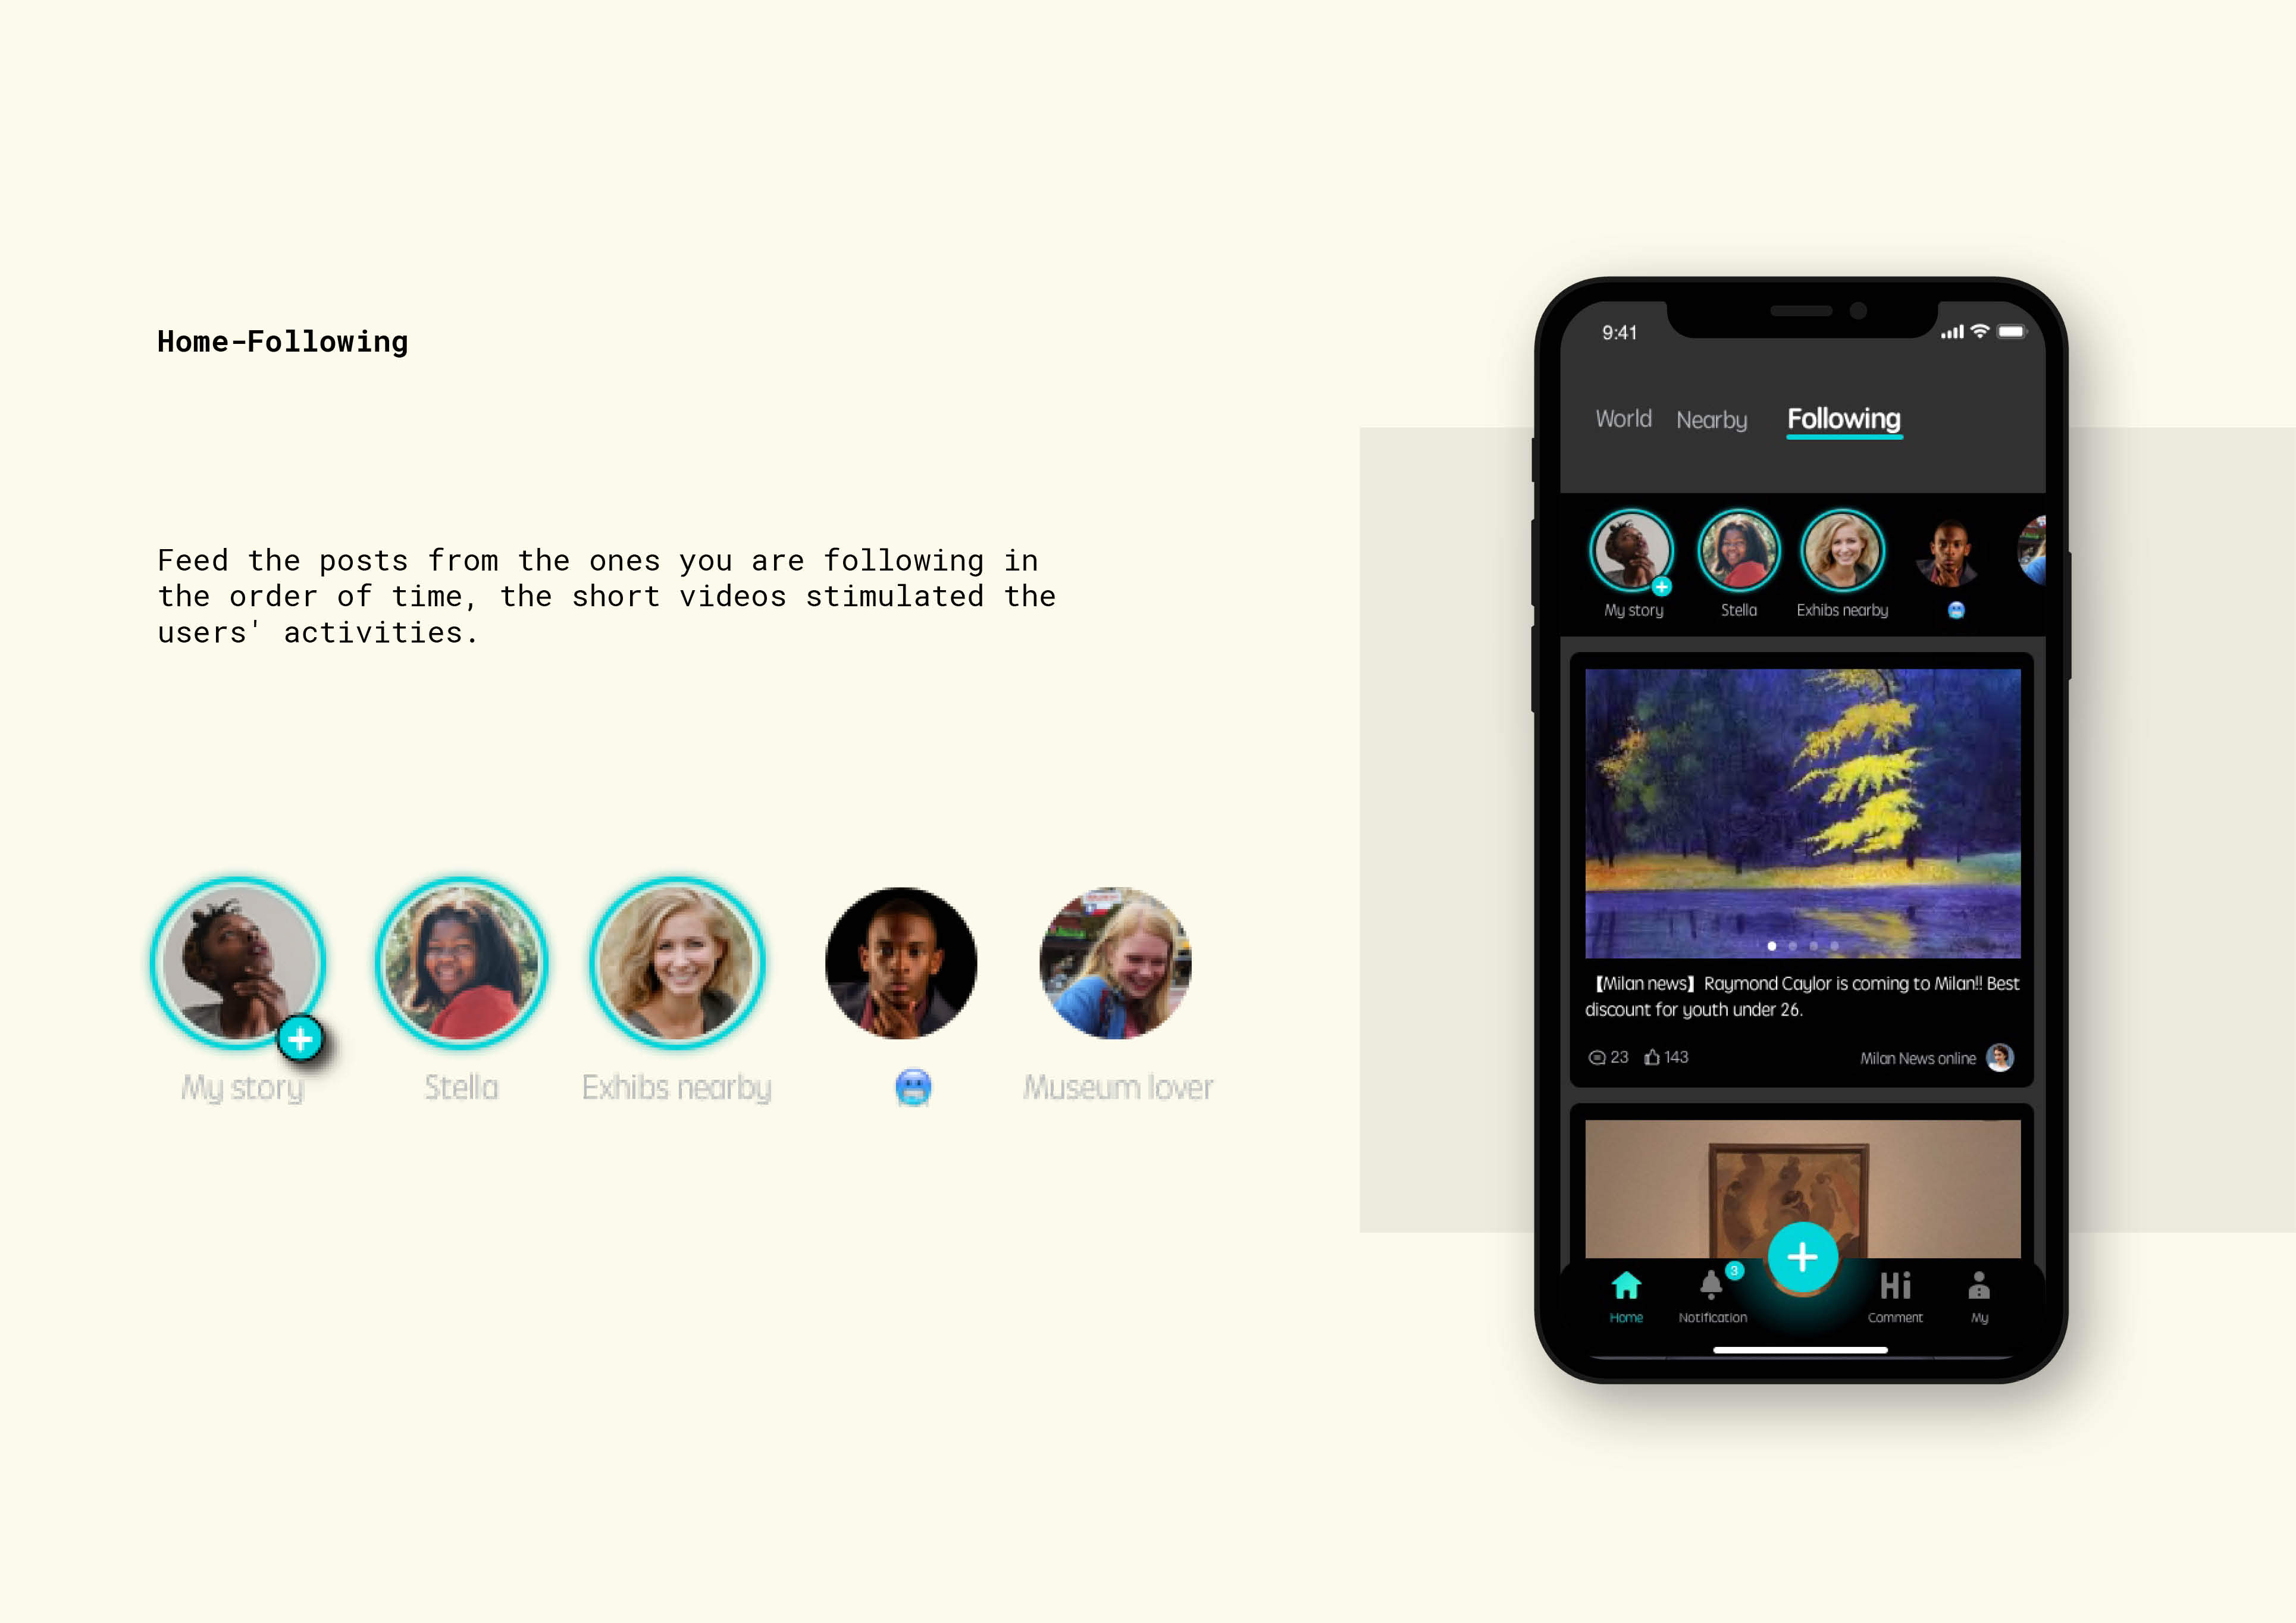 Home-Following
Feed the posts from the ones you are following in
the order of time, the short videos stimulated the
users' activities.
My story
Stella
Exhibs nearby
🥶
Museum lover
9:41
World
Nearby
Following
My story
Stella
Exhibs nearby
🥶
【Milan news】Raymond Caylor is coming to Milan!! Best
discount for youth under 26.
23
143
Milan News online
3
Hi
Home
Notification
Comment
My